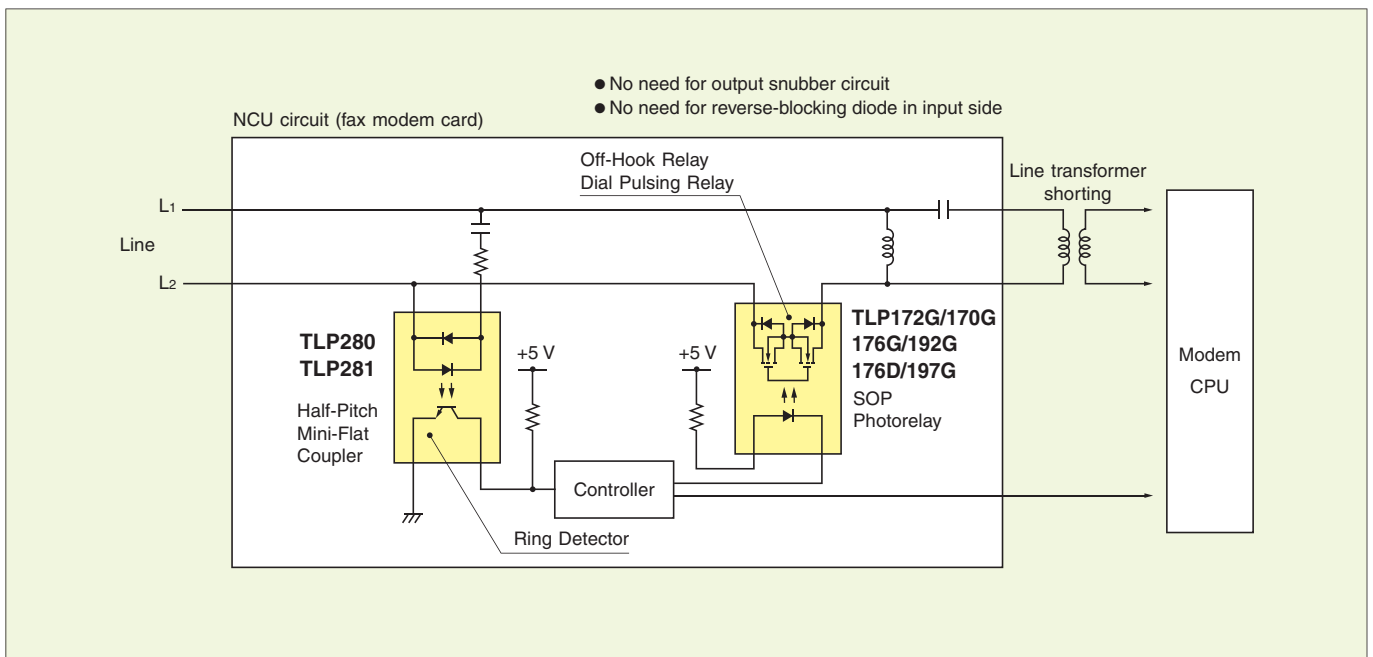 ● No need for output snubber circuit
● No need for reverse-blocking diode in input side
NCU circuit (fax modem card)
Off-Hook Relay
Dial Pulsing Relay
Line transformer
shorting
L1
Line
L2
TLP280
TLP281
Half-Pitch
Mini-Flat
Coupler
+5 V
+5 V
TLP172G/170G
176G/192G
176D/197G
SOP
Photorelay
Modem
CPU
Controller
Ring Detector